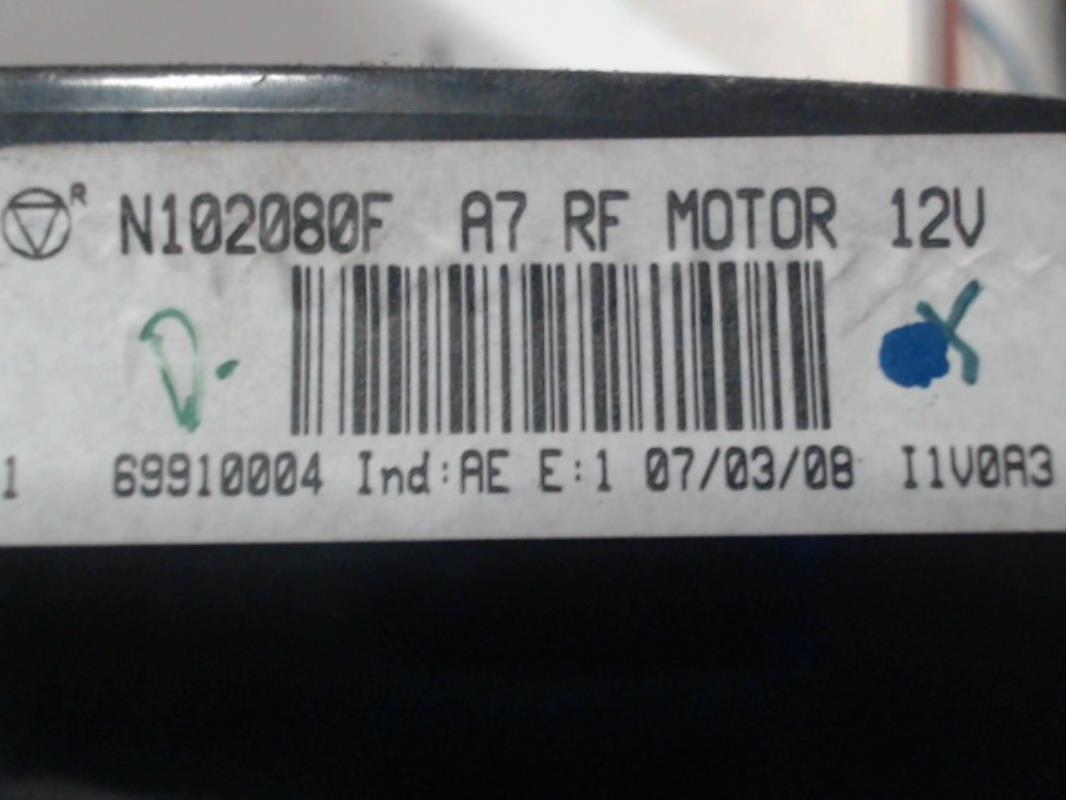 R N102080F A7 RF MOTOR 12V
1 69910004 Ind:AE E:1 07/03/08 I1V0A3